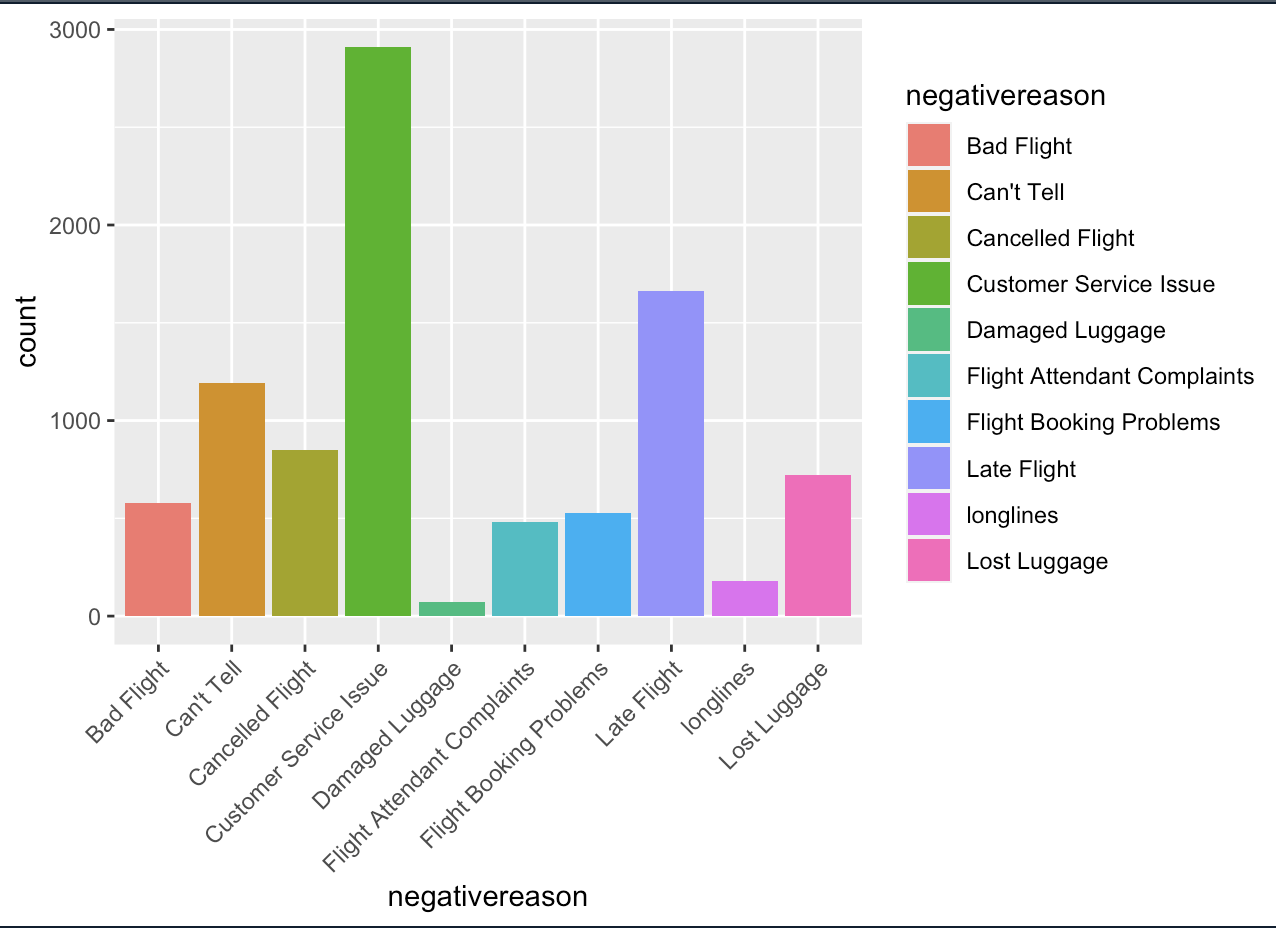 3000
2000
1000
0
count
Bad Flight
Can't Tell
Cancelled Flight
Customer Service Issue
Damaged Luggage
Flight Attendant Complaints
Flight Booking Problems
Late Flight
longlines
Lost Luggage
negativereason
negativereason
Bad Flight
Can't Tell
Cancelled Flight
Customer Service Issue
Damaged Luggage
Flight Attendant Complaints
Flight Booking Problems
Late Flight
longlines
Lost Luggage